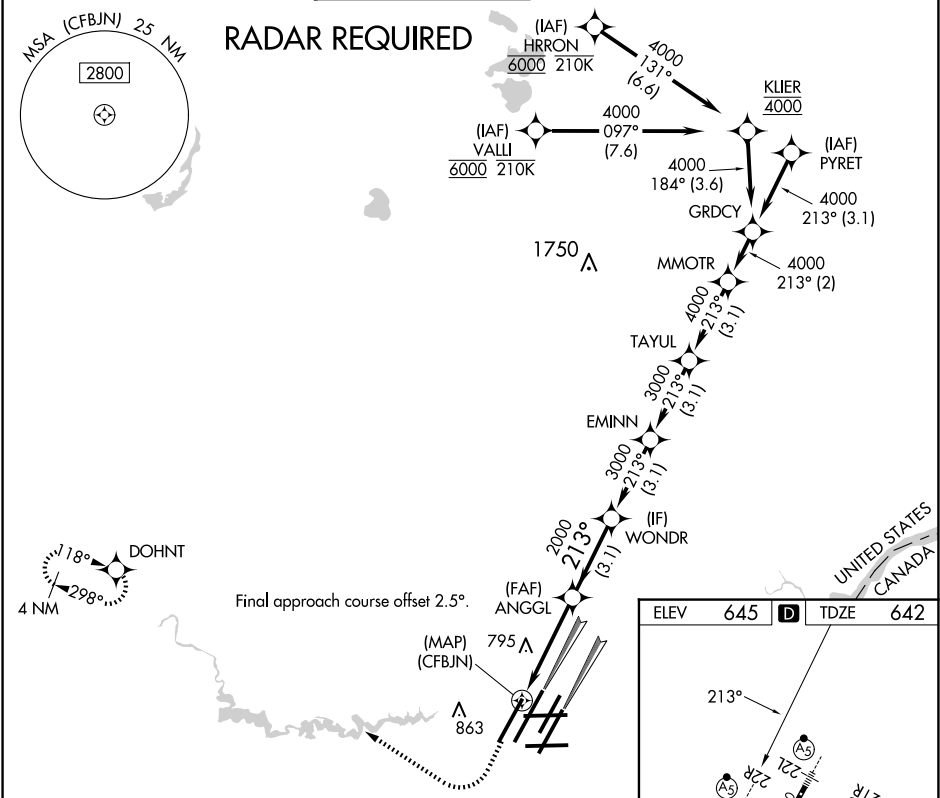 MSA (CFBJN) 25 NM
2800
RADAR REQUIRED
(IAF)
HRRON
6000 210K
4000
131°
(6.6)
KLIER
4000
(IAF)
VALLI
6000 210K
4000
097°
(7.6)
(IAF)
PYRET
4000
184° (3.6)
4000
213° (3.1)
GRDCY
1750
MMOTR
4000
213° (2)
4000
213°
(3.1)
TAYUL
3000
213°
(3.1)
EMINN
3000
213°
(3.1)
(IF)
WONDR
2000
213°
(3.1)
118°
DOHNT
298°
4 NM
Final approach course offset 2.5°.
(FAF)
ANGGL
795
(MAP)
(CFBJN)
863
UNITED STATES
CANADA
ELEV 645 D TDZE 642
213°
A5
22R
22L
A5
21R